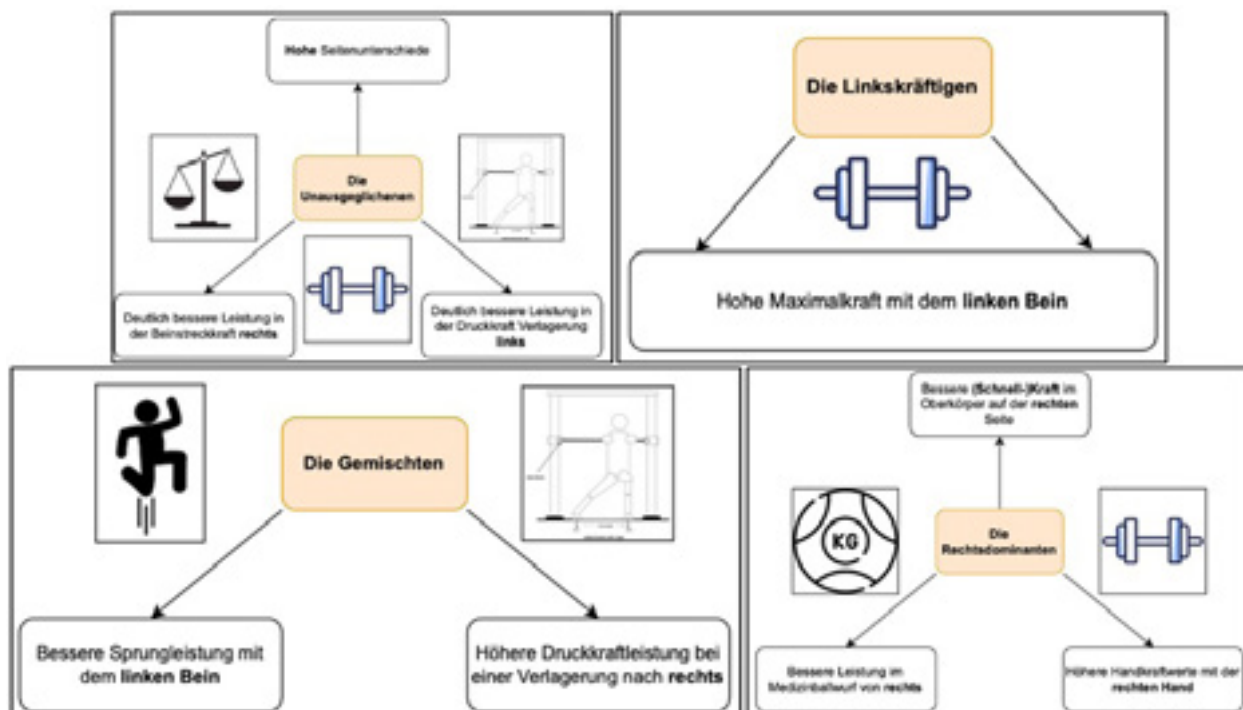 Hohe Seitenunterschiede
Die
Unausgeglichenen
Deutlich bessere Leistung in
der Beinstreckkraft rechts
Deutlich bessere Leistung in
der Druckkraft Verlagerung
links
Die Linkskräftigen
Hohe Maximalkraft mit dem linken Bein
Die Gemischten
Bessere Sprungleistung mit
dem linken Bein
Höhere Druckkraftleistung bei
einer Verlagerung nach rechts
Bessere (Schnell-)Kraft im
Oberkörper auf der rechten
Seite
KG
Die
Rechtsdominanten
Bessere Leistung im
Medizinballwurf von rechts
Höhere Handkraftwerte mit der
rechten Hand